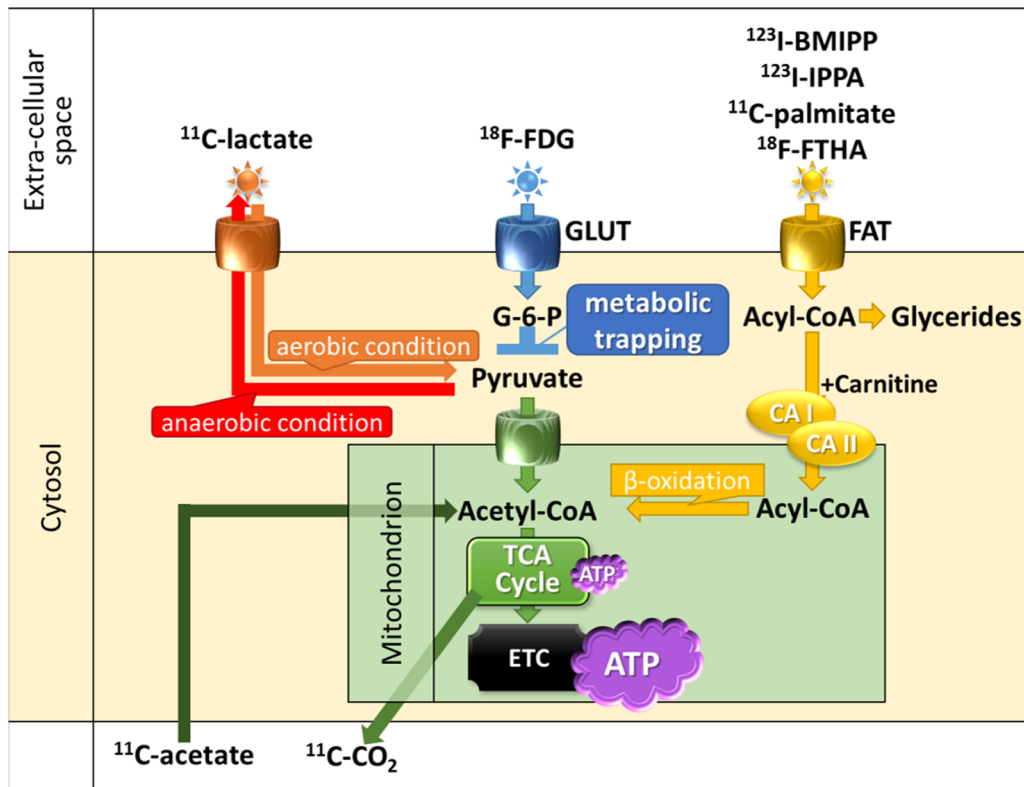 Extra-cellular
space
¹²³I-BMIPP
¹²³I-IPPA
¹¹C-palmitate
¹⁸F-FTHA
¹¹C-lactate
¹⁸F-FDG
GLUT
FAT
G-6-P
metabolic
trapping
Acyl-CoA
Glycerides
aerobic condition
Pyruvate
+Carnitine
anaerobic condition
CA I
CA II
Cytosol
Mitochondrion
β-oxidation
Acetyl-CoA
Acyl-CoA
TCA
Cycle
ATP
ETC
ATP
¹¹C-acetate
¹¹C-CO₂